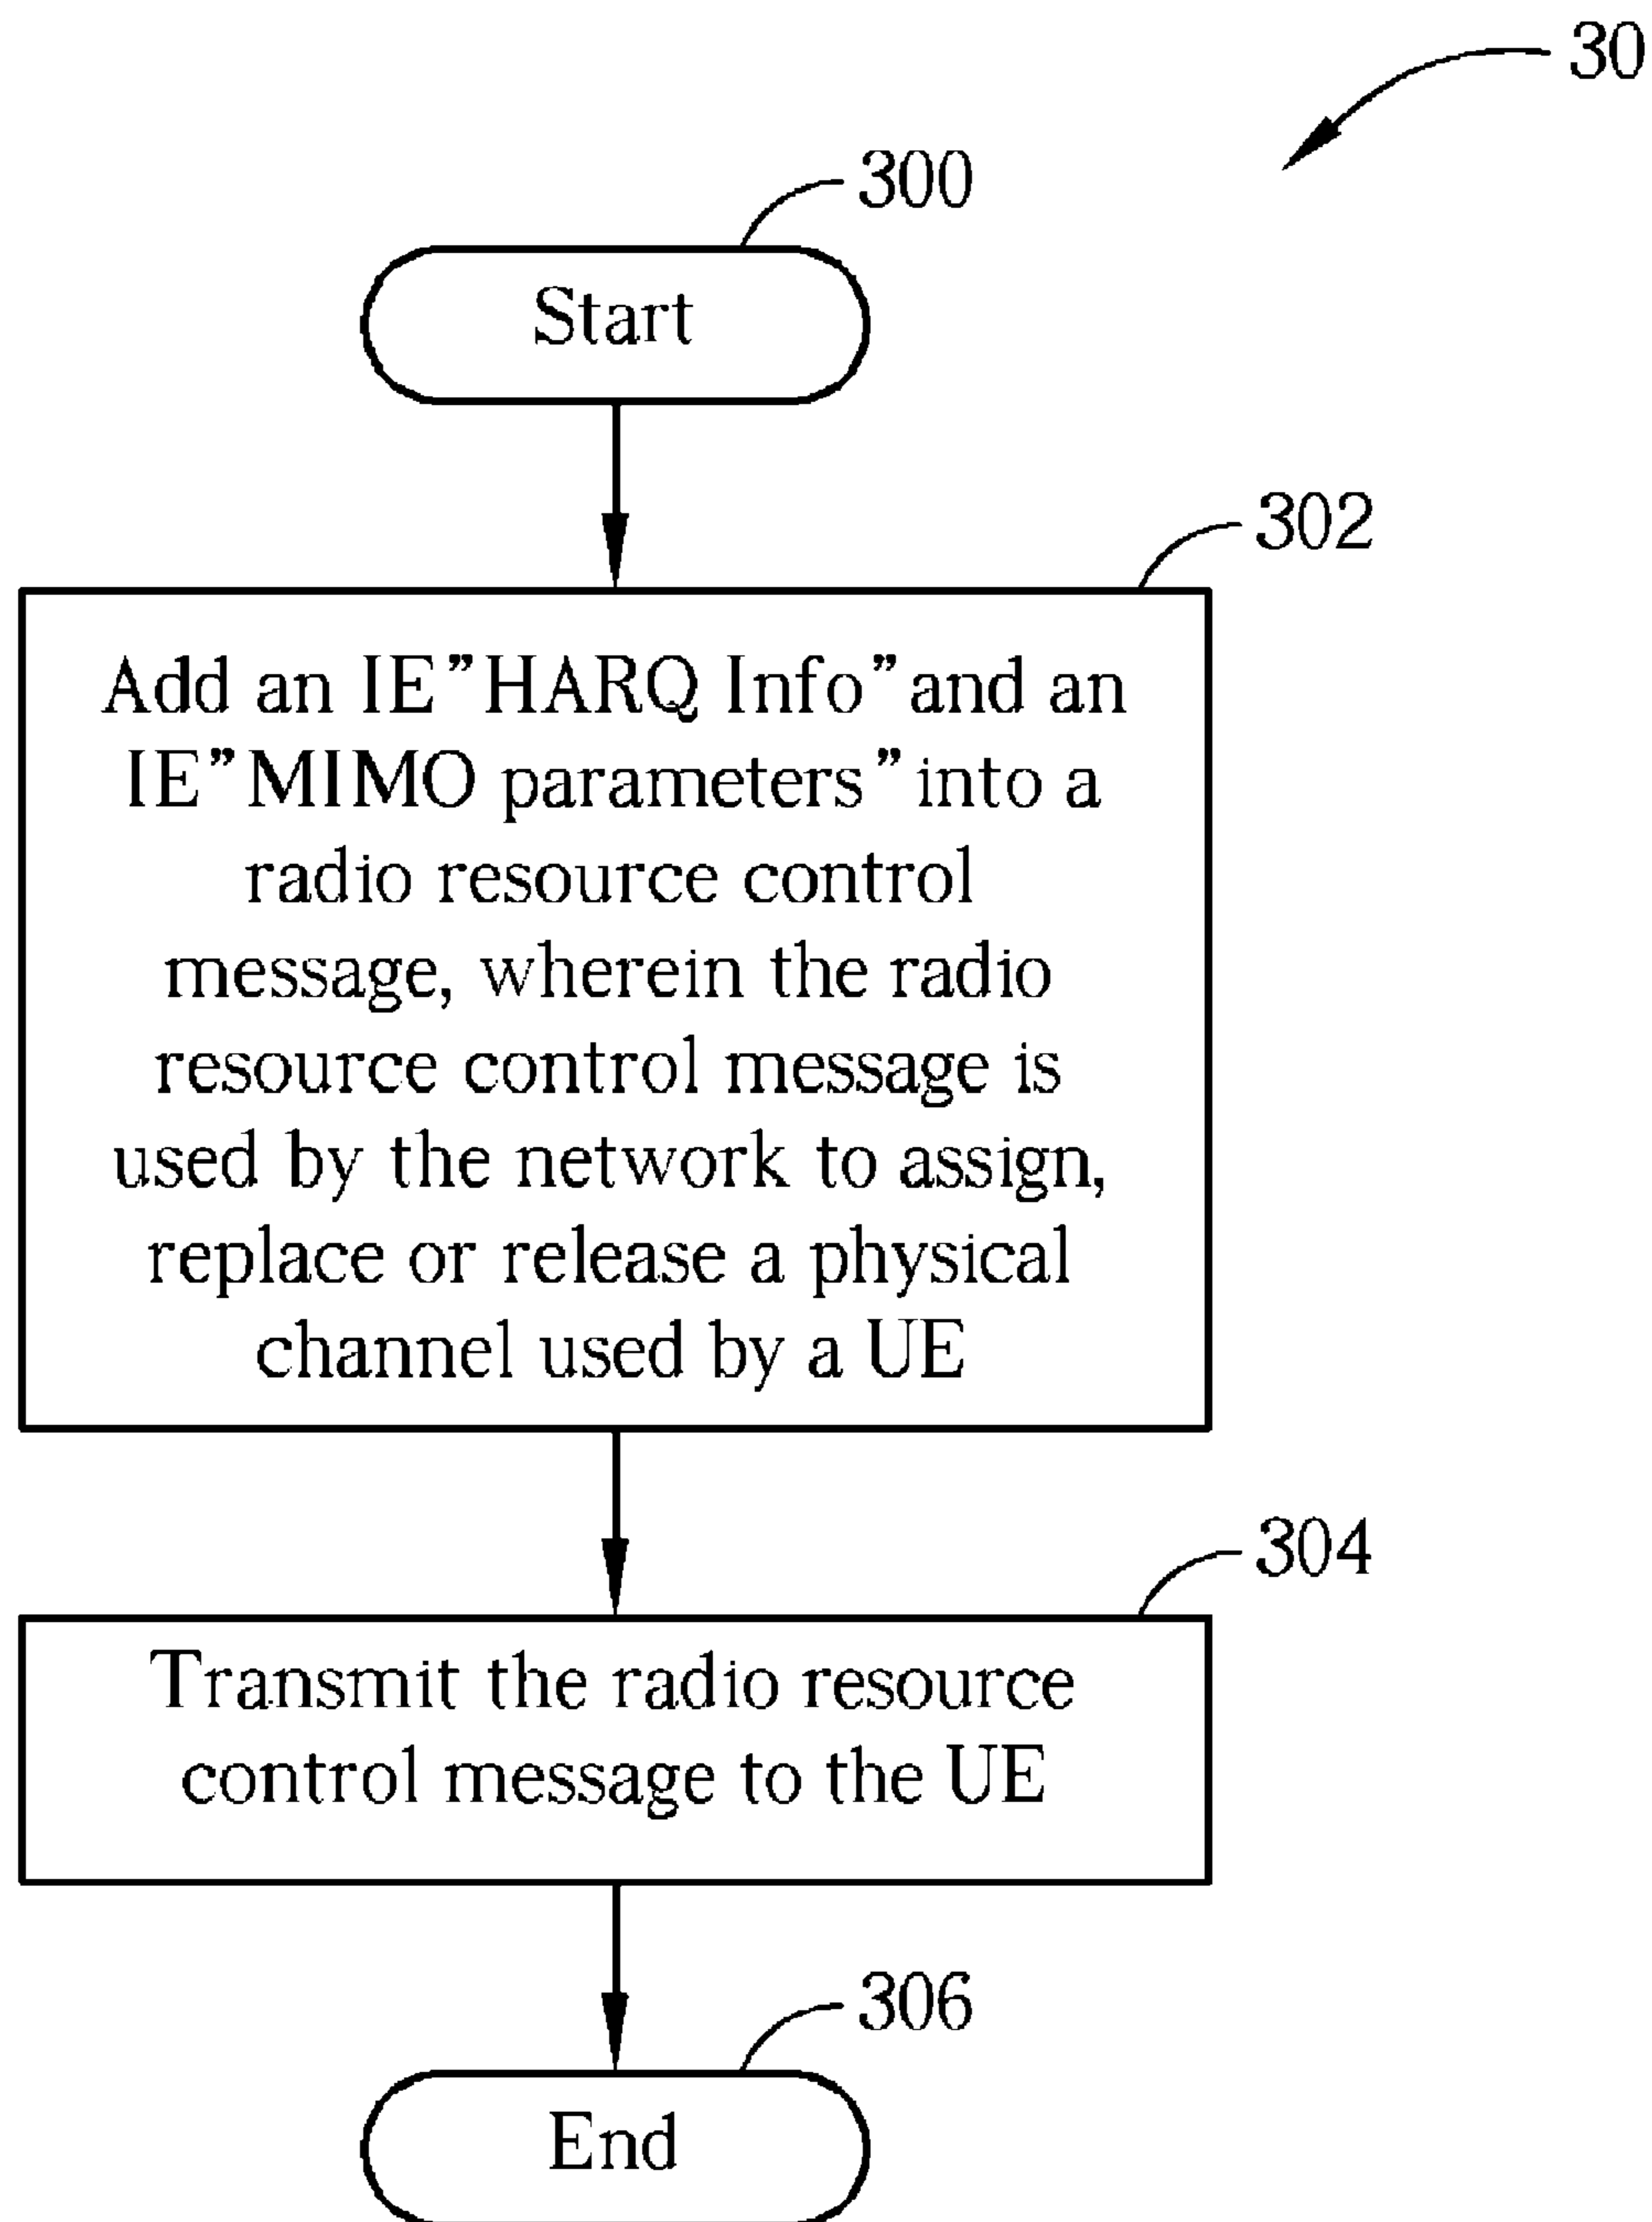 30
300
Start
302
Add an IE”HARQ Info”and an
IE”MIMO parameters”into a
radio resource control
message, wherein the radio
resource control message is
used by the network to assign,
replace or release a physical
channel used by a UE
304
Transmit the radio resource
control message to the UE
306
End